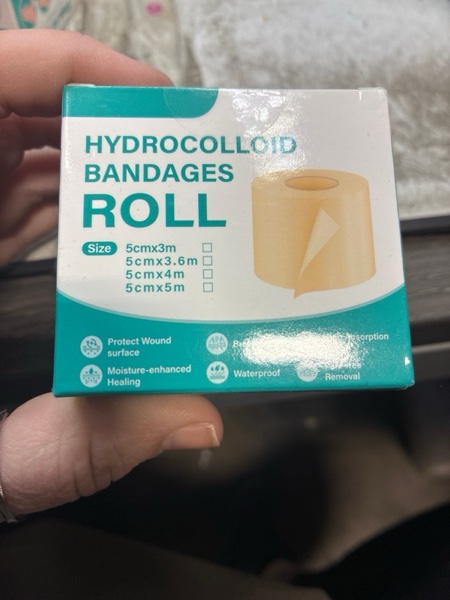 HYDROCOLLOID
BANDAGES
ROLL
Size
5cmx3m
5cmx3.6m
5cmx4m
5cmx5m
Protect Wound
surface
Moisture-enhanced
Healing
Waterproof
Removal